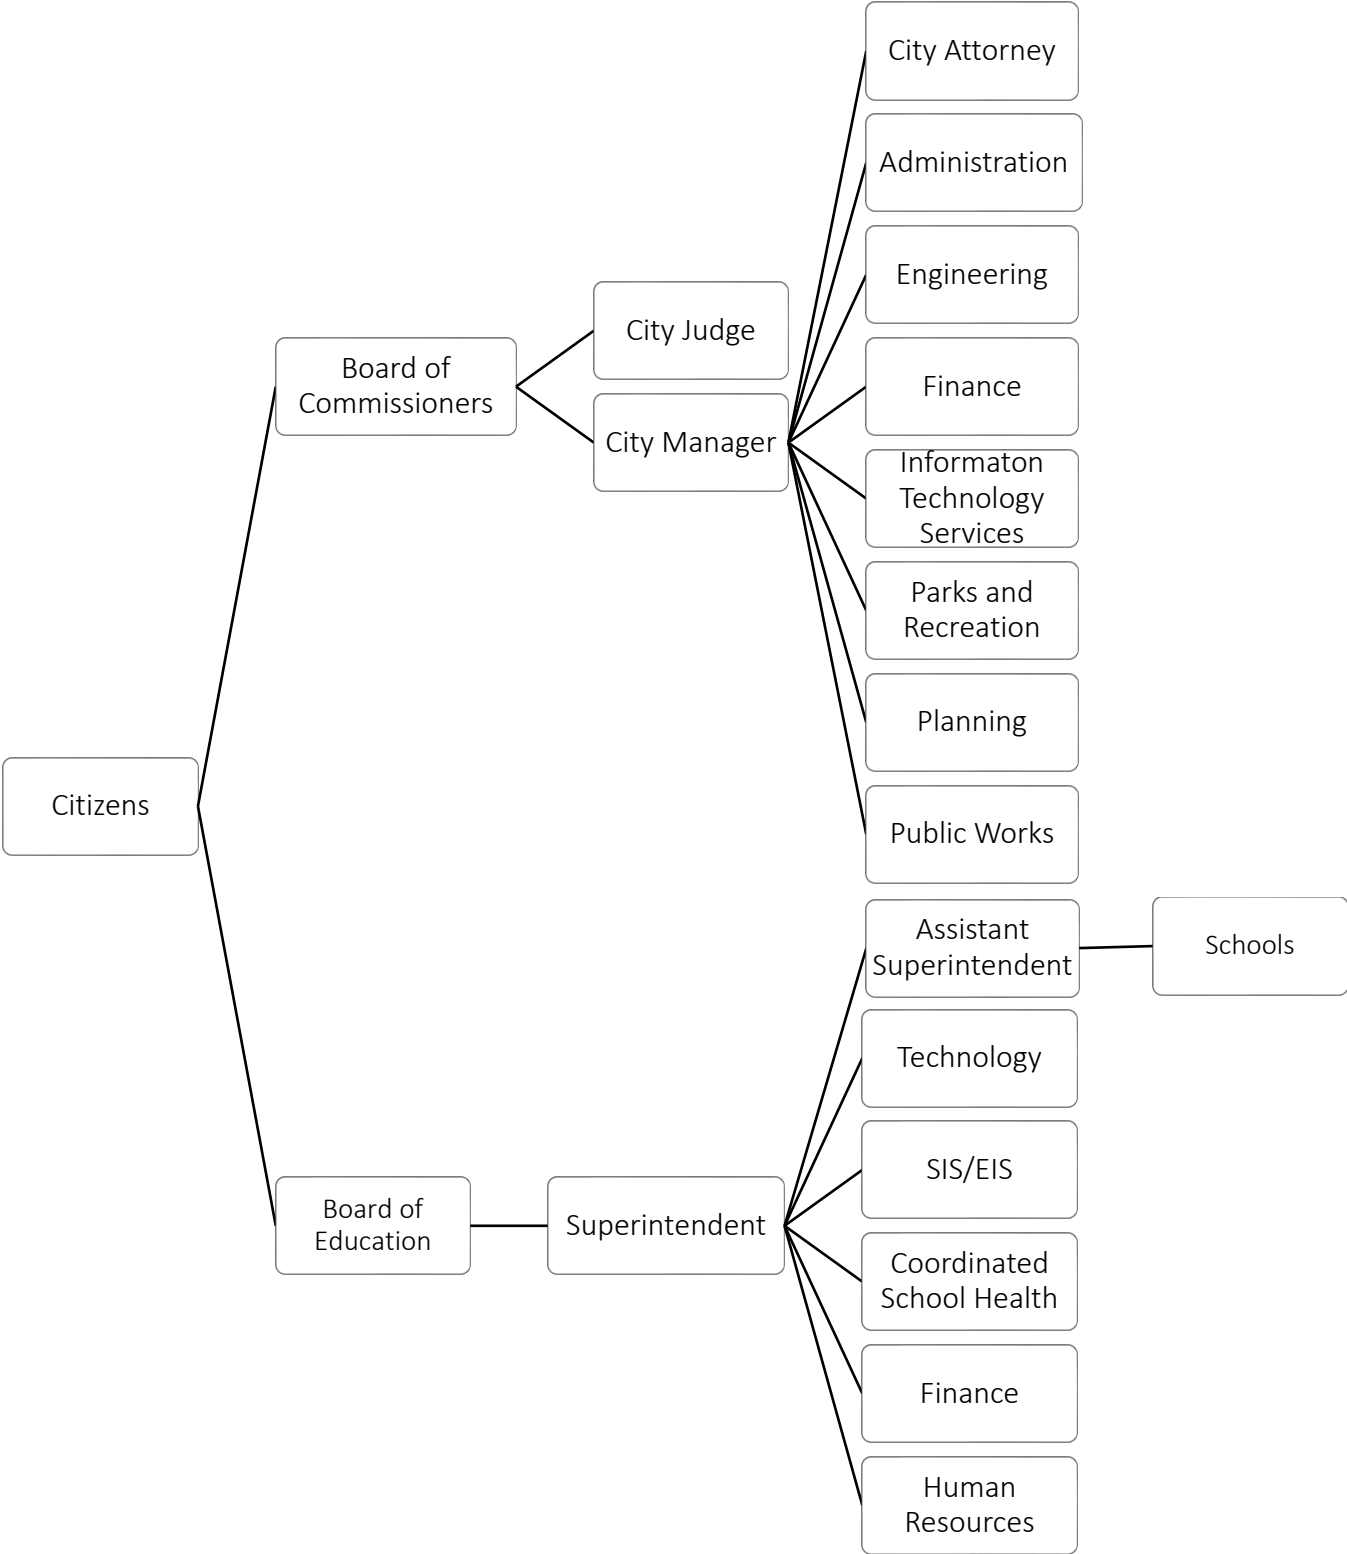 City Attorney
Administration
Engineering
City Judge
Board of
Commissioners
Finance
City Manager
Informaton
Technology
Services
Parks and
Recreation
Planning
Citizens
Public Works
Assistant
Superintendent
Schools
Technology
SIS/EIS
Board of
Education
Superintendent
Coordinated
School Health
Finance
Human
Resources